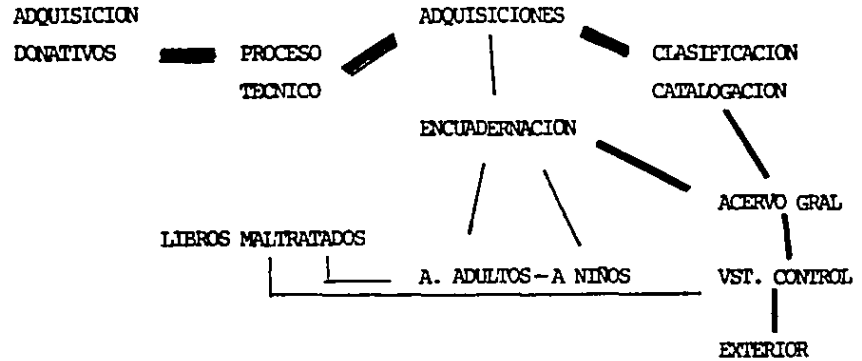 ADQUISICION
DONATIVOS
PROCESO
TECNICO
ADQUISICIONES
CLASIFICACION
CATALOGACION
ENCUADERNACION
ACERVO GRAL
LIBROS MALTRATADOS
A. ADULTOS-A NIÑOS
VST. CONTROL
EXTERIOR